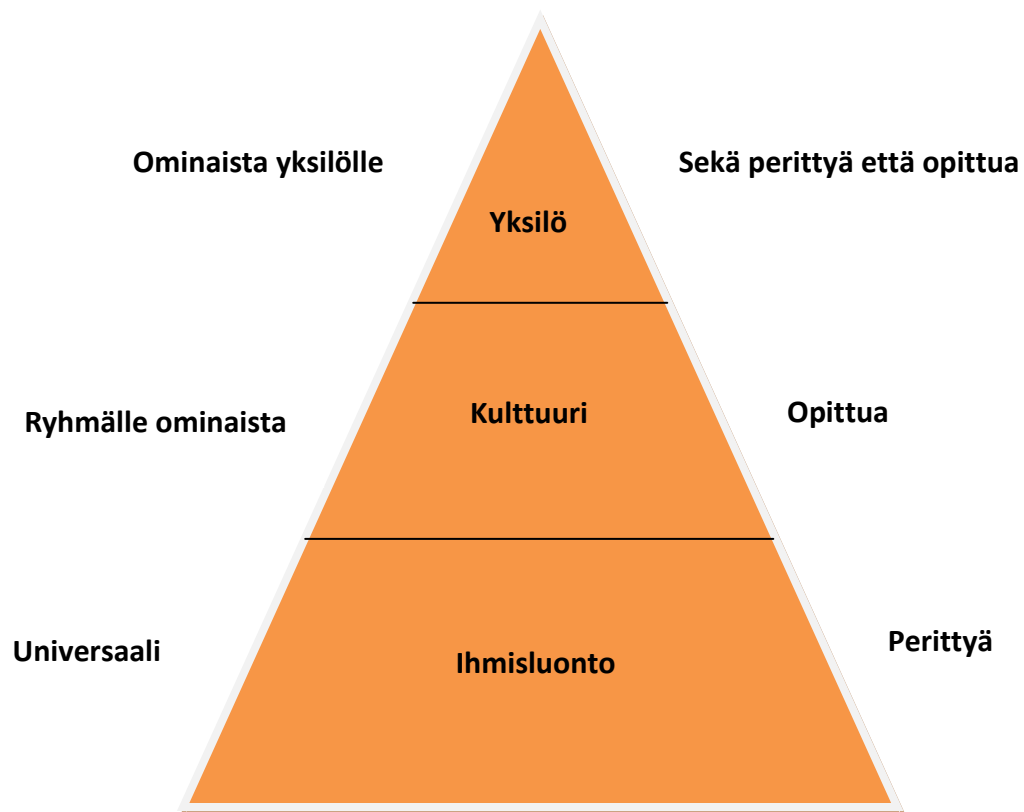 Ominaista yksilölle
Sekä perittyä että opittua
Yksilö
Ryhmälle ominaista
Kulttuuri
Opittua
Universaali
Ihmisluonto
Perittyä